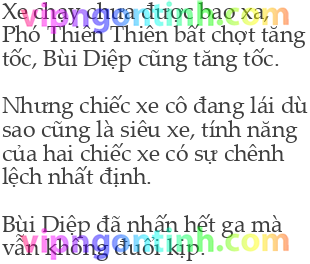 Xe chạy chưa được bao xa,
Phó Thiên Thiên bất chợt tăng
tốc, Bùi Diệp cũng tăng tốc.
Nhưng chiếc xe cô đang lái dù
sao cũng là siêu xe, tính năng
của hai chiếc xe có sự chênh
lệch nhất định.
Bùi Diệp đã nhấn hết ga mà
vẫn không đuổi kịp.
vipngontinh.com
vipngontinh.com